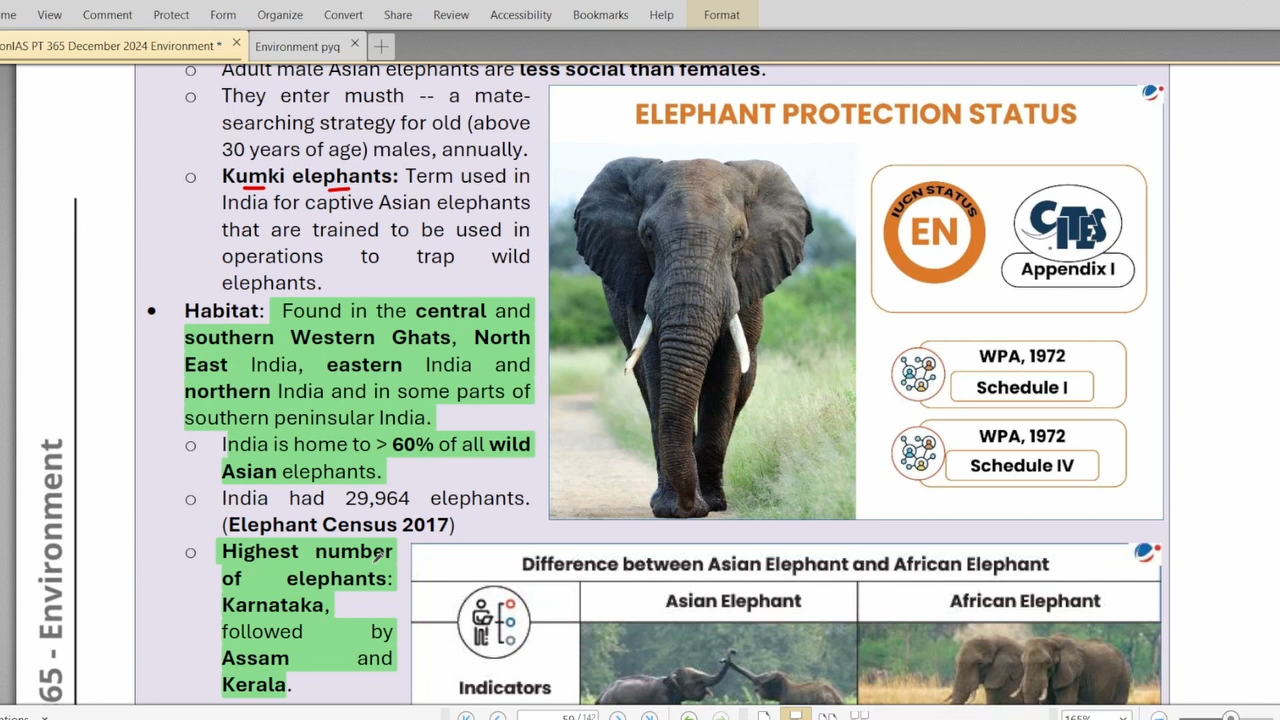 ome View Comment Protect Form Organize Convert Share Review Accessibility Bookmarks Help Format
onIAS PT 365 December 2024 Environment * Environment pyq
o Adult male Asian elephants are less social than females.
o They enter musth -- a mate-
searching strategy for old (above
30 years of age) males, annually.
o Kumki elephants: Term used in
India for captive Asian elephants
that are trained to be used in
operations to trap wild
elephants.
• Habitat: Found in the central and
southern Western Ghats, North
East India, eastern India and
northern India and in some parts of
southern peninsular India.
o India is home to > 60% of all wild
Asian elephants.
o India had 29,964 elephants.
(Elephant Census 2017)
o Highest number
of elephants:
Karnataka,
followed by
Assam and
Kerala.
ELEPHANT PROTECTION STATUS
IUCN STATUS
EN
CITES
Appendix I
WPA, 1972
Schedule I
WPA, 1972
Schedule IV
Difference between Asian Elephant and African Elephant
Asian Elephant African Elephant
Indicators
65 - Environment
59 / 142
165%